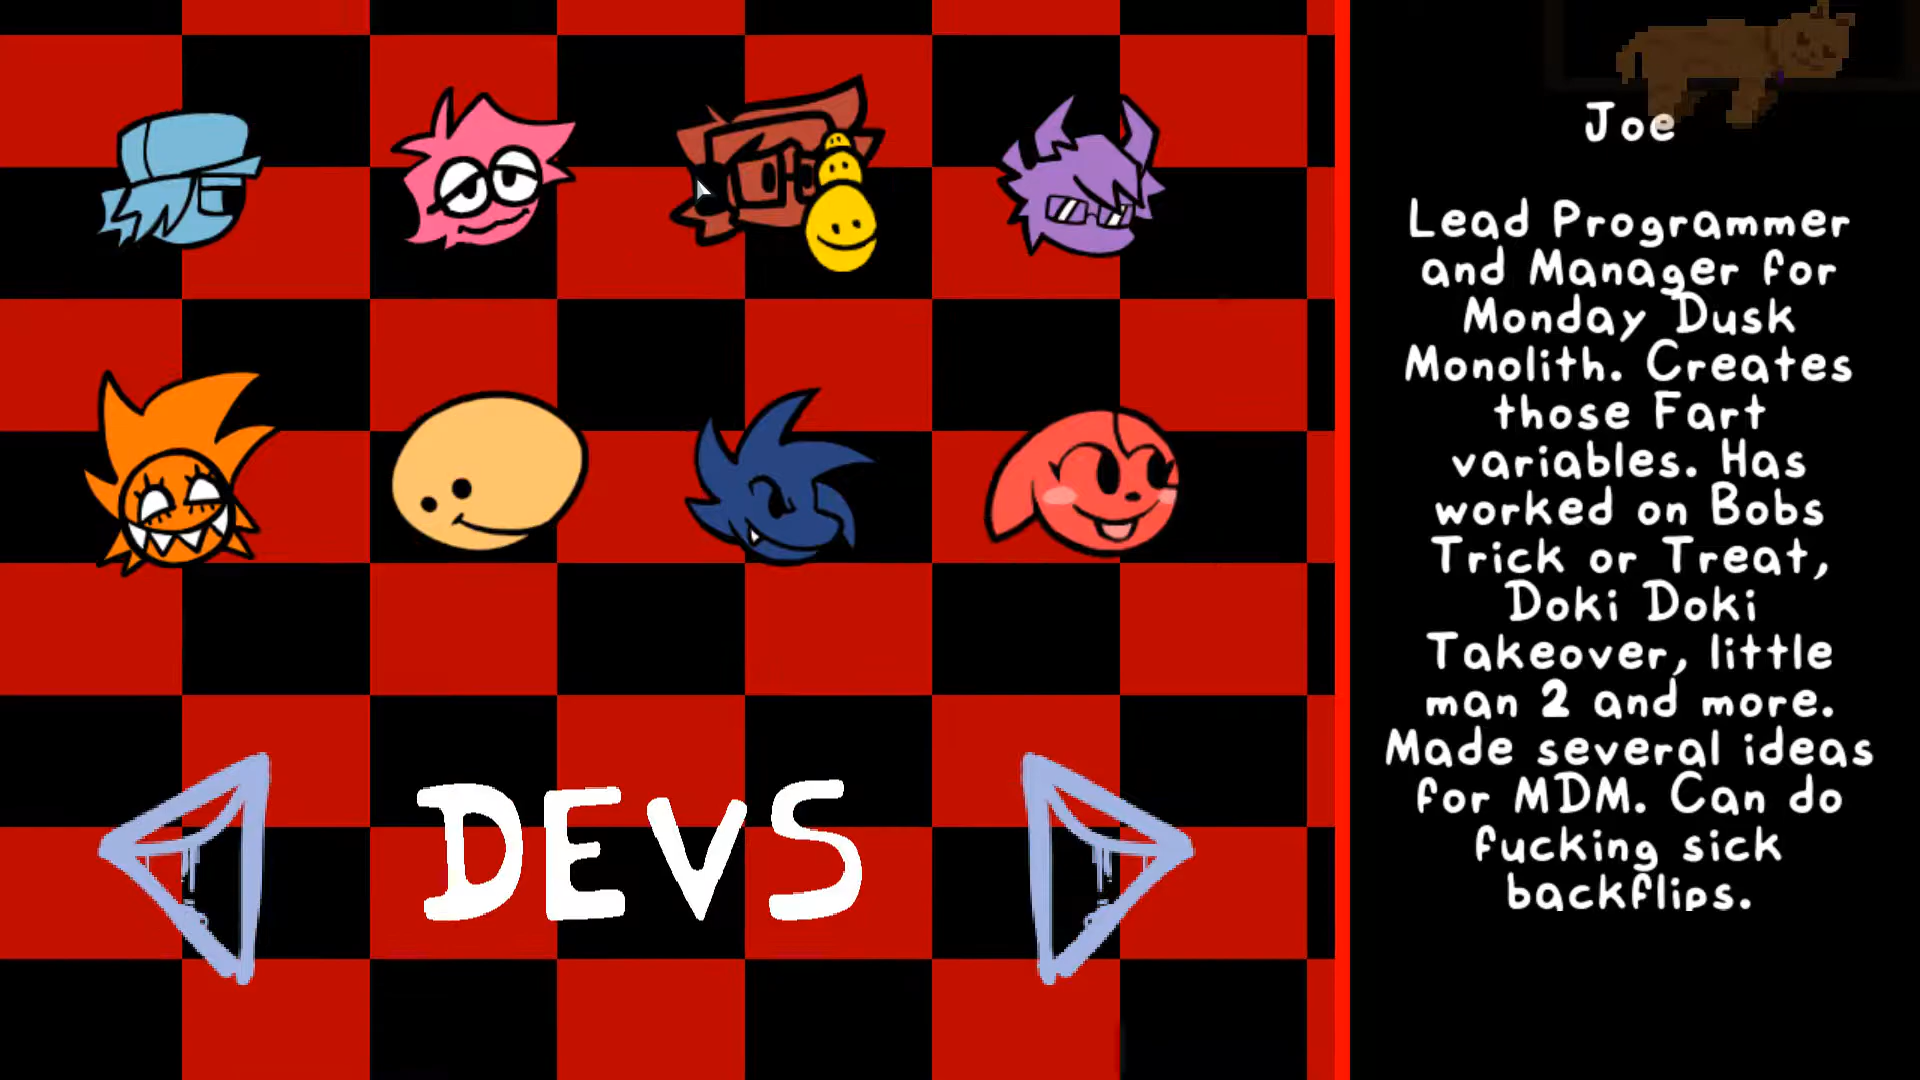 Joe
Lead Programmer
and Manager for
Monday Dusk
Monolith. Creates
those Fart
variables. Has
worked on Bobs
Trick or Treat,
Doki Doki
Takeover, little
man 2 and more.
Made several ideas
for MDM. Can do
fucking sick
backflips.
DEVS